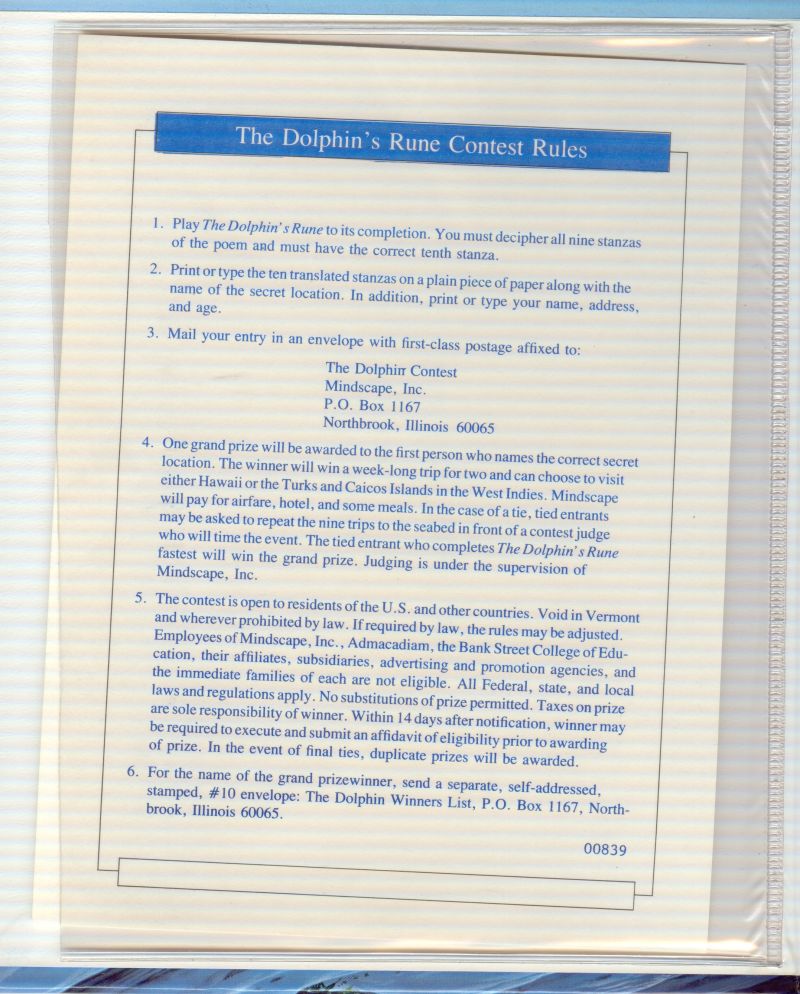 The Dolphin's Rune Contest Rules
1. Play The Dolphin's Rune to its completion. You must decipher all nine stanzas
of the poem and must have the correct tenth stanza.
2. Print or type the ten translated stanzas on a plain piece of paper along with the
name of the secret location. In addition, print or type your name, address,
and age.
3. Mail your entry in an envelope with first-class postage affixed to:
The Dolphin Contest
Mindscape, Inc.
P.O. Box 1167
Northbrook, Illinois 60065
4. One grand prize will be awarded to the first person who names the correct secret
location. The winner will win a week-long trip for two and can choose to visit
either Hawaii or the Turks and Caicos Islands in the West Indies. Mindscape
will pay for airfare, hotel, and some meals. In the case of a tie, tied entrants
may be asked to repeat the nine trips to the seabed in front of a contest judge
who will time the event. The tied entrant who completes The Dolphin's Rune
fastest will win the grand prize. Judging is under the supervision of
Mindscape, Inc.
5. The contest is open to residents of the U.S. and other countries. Void in Vermont
and wherever prohibited by law. If required by law, the rules may be adjusted.
Employees of Mindscape, Inc., Admacadiam, the Bank Street College of Edu-
cation, their affiliates, subsidiaries, advertising and promotion agencies, and
the immediate families of each are not eligible. All Federal, state, and local
laws and regulations apply. No substitutions of prize permitted. Taxes on prize
are sole responsibility of winner. Within 14 days after notification, winner may
be required to execute and submit an affidavit of eligibility prior to awarding
of prize. In the event of final ties, duplicate prizes will be awarded.
6. For the name of the grand prizewinner, send a separate, self-addressed,
stamped, #10 envelope: The Dolphin Winners List, P.O. Box 1167, North-
brook, Illinois 60065.
00839